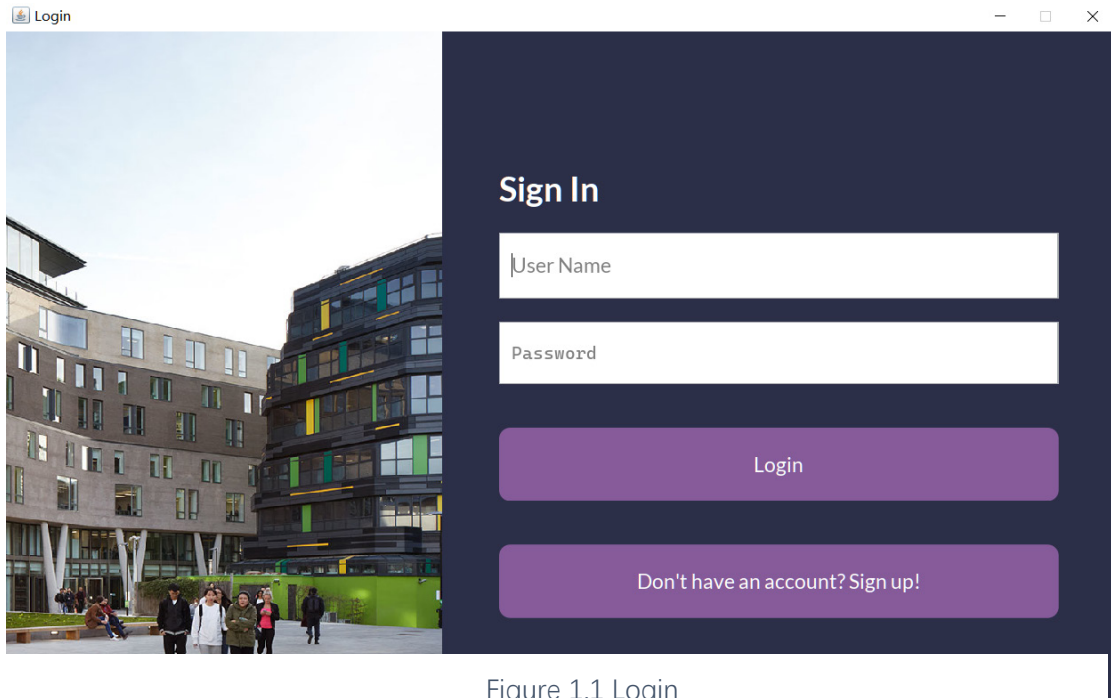 Login
Sign In
User Name
Password
Login
Don't have an account? Sign up!
Figure 1.1 Login